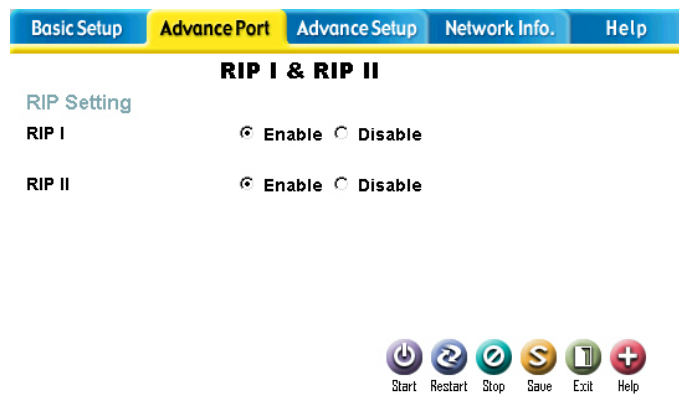 Basic Setup Advance Port Advance Setup Network Info. Help
RIP I & RIP II
RIP Setting
RIP I Enable Disable
RIP II Enable Disable
S
Start Restart Stop Save Exit Help